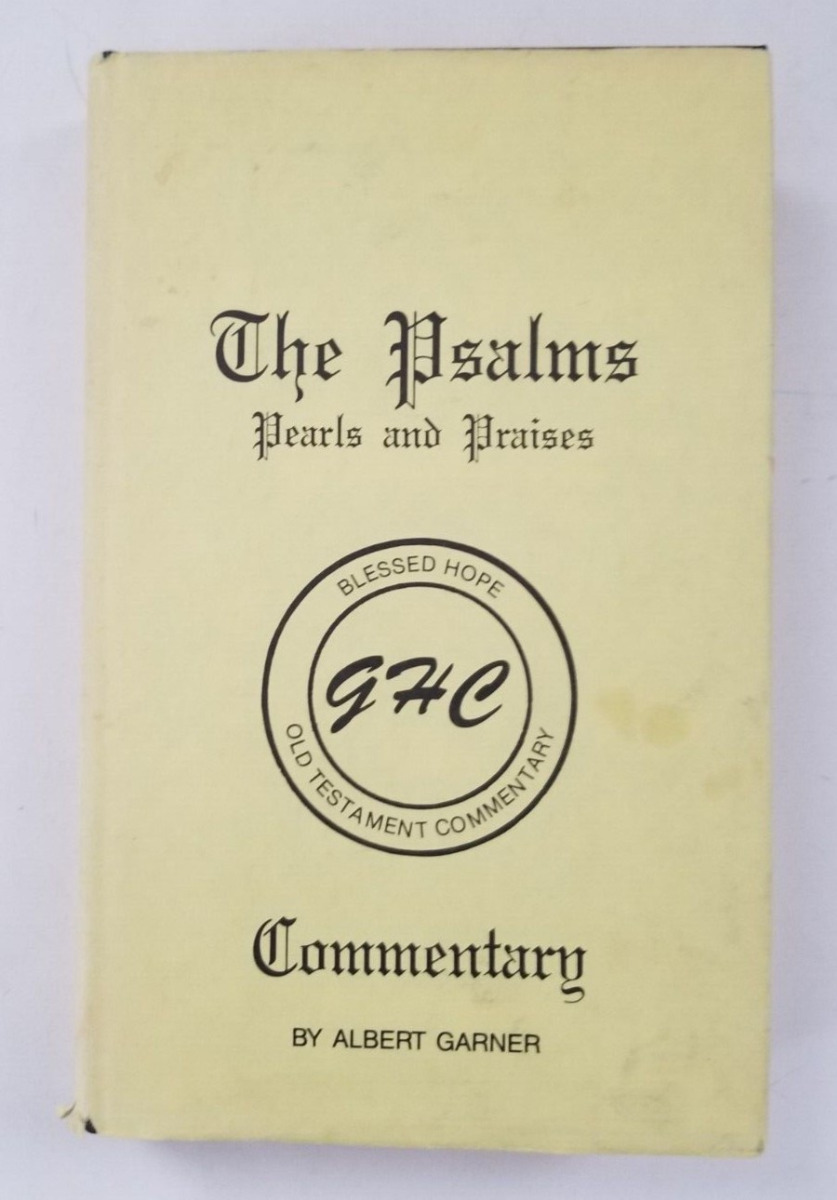 The Psalms
Pearls and Praises
BLESSED HOPE
GHC
OLD TESTAMENT COMMENTARY
Commentary
BY ALBERT GARNER